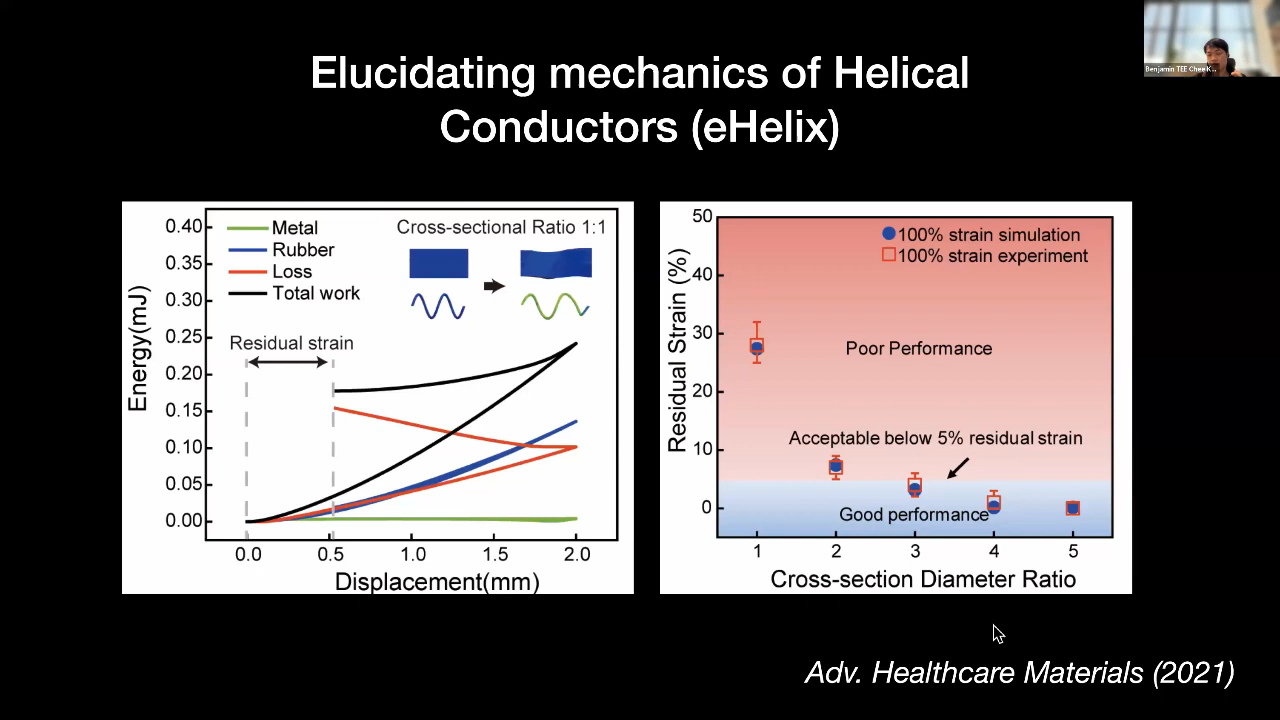 Elucidating mechanics of Helical
Conductors (eHelix)
Benjamin TEE Chee K...
Metal
Rubber
Loss
Total work
Cross-sectional Ratio 1:1
Residual strain
Energy(mJ)
0.40
0.35
0.30
0.25
0.20
0.15
0.10
0.05
0.00
0.0 0.5 1.0 1.5 2.0
Displacement(mm)
100% strain simulation
100% strain experiment
Poor Performance
Acceptable below 5% residual strain
Good performance
Residual Strain (%)
50
40
30
20
10
0
1 2 3 4 5
Cross-section Diameter Ratio
Adv. Healthcare Materials (2021)